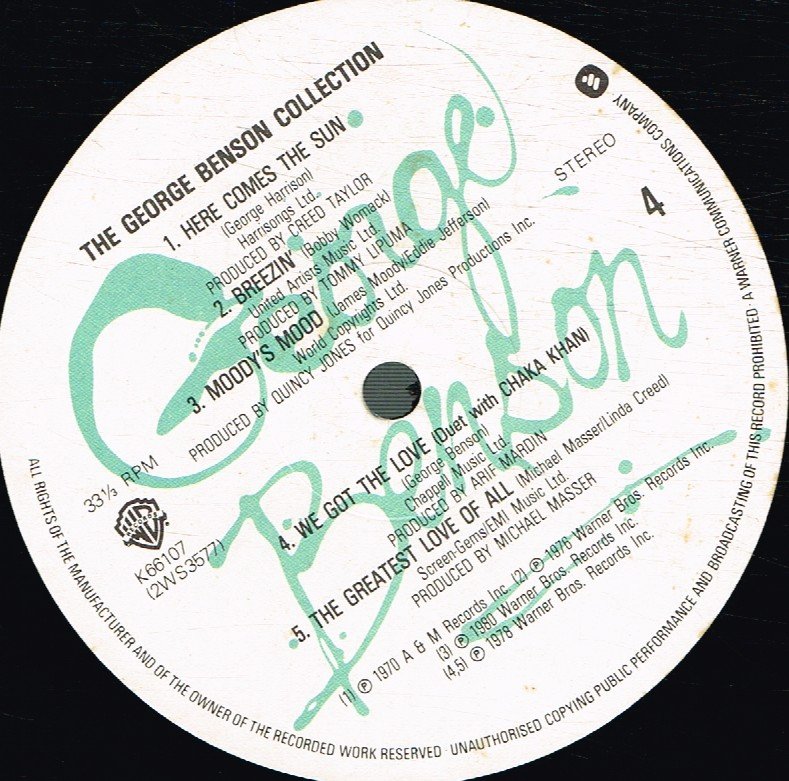 THE GEORGE BENSON COLLECTION
George
Benson
1. HERE COMES THE SUN
(George Harrison)
Harrisongs Ltd.
PRODUCED BY CREED TAYLOR
2. BREEZIN' (Bobby Womack)
United Artists Music Ltd.
PRODUCED BY TOMMY LIPUMA
3. MOODY'S MOOD (James Moody/Eddie Jefferson)
World Copyrights Ltd.
PRODUCED BY QUINCY JONES for Quincy Jones Productions Inc.
STEREO
4
33⅓ RPM
WB
K66107
(2WS3577)
4. WE GOT THE LOVE (Duet with CHAKA KHAN)
(George Benson)
Chappell Music Ltd.
PRODUCED BY ARIF MARDIN
5. THE GREATEST LOVE OF ALL (Michael Masser/Linda Creed)
Screen-Gems/EMI Music Ltd.
PRODUCED BY MICHAEL MASSER
(1) ℗ 1970 A & M Records Inc. (2) ℗ 1976 Warner Bros. Records Inc.
(3) ℗ 1980 Warner Bros. Records Inc.
(4,5) ℗ 1978 Warner Bros. Records Inc.
ALL RIGHTS OF THE MANUFACTURER AND OF THE OWNER OF THE RECORDED WORK RESERVED · UNAUTHORISED COPYING PUBLIC PERFORMANCE AND BROADCASTING OF THIS RECORD PROHIBITED · A WARNER COMMUNICATIONS COMPANY